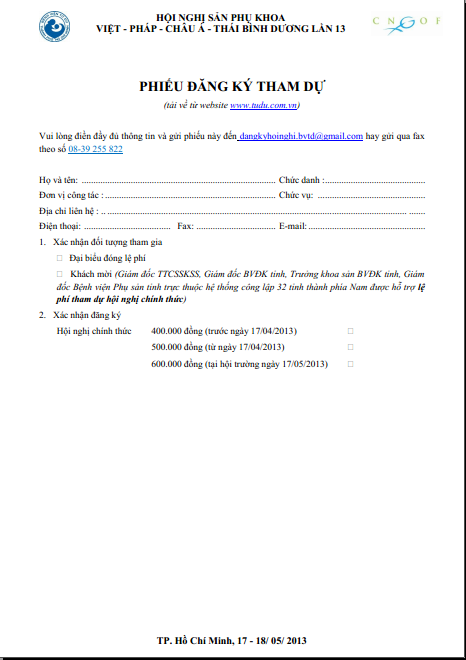 HỘI NGHỊ SẢN PHỤ KHOA
VIỆT - PHÁP - CHÂU Á - THÁI BÌNH DƯƠNG LẦN 13
C N G O F
PHIẾU ĐĂNG KÝ THAM DỰ
(tải về từ website www.tudu.com.vn)
Vui lòng điền đầy đủ thông tin và gửi phiếu này đến dangkyhoinghi.bvtd@gmail.com hay gửi qua fax
theo số 08-39 255 822
Họ và tên: ........ Chức danh :........
Đơn vị công tác :........ Chức vụ: ........
Địa chỉ liên hệ : ........
Điện thoại: ........ Fax: ........ E-mail:........
1. Xác nhận đối tượng tham gia
□ Đại biểu đóng lệ phí
□ Khách mời (Giám đốc TTCSSKSS, Giám đốc BVĐK tỉnh, Trưởng khoa sản BVĐK tỉnh, Giám
đốc Bệnh viện Phụ sản tỉnh trực thuộc hệ thống công lập 32 tỉnh thành phía Nam được hỗ trợ lệ
phí tham dự hội nghị chính thức)
2. Xác nhận đăng ký
Hội nghị chính thức 400.000 đồng (trước ngày 17/04/2013) □
500.000 đồng (từ ngày 17/04/2013) □
600.000 đồng (tại hội trường ngày 17/05/2013) □
TP. Hồ Chí Minh, 17 - 18/ 05/ 2013